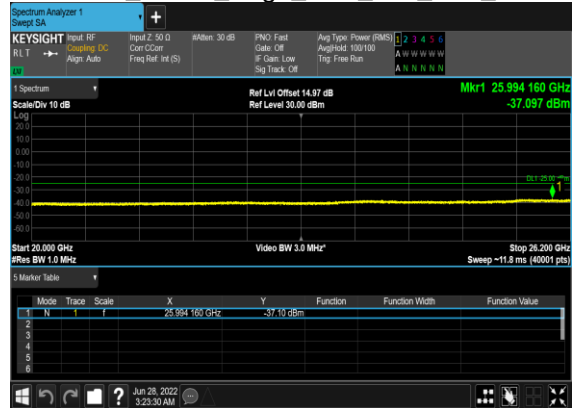 Spectrum Analyzer 1
Swept SA
+
KEYSIGHT Input: RF Input Z: 50 Ω #Atten: 30 dB PNO: Fast Avg Type: Power (RMS) 1 2 3 4 5 6
RLT Coupling: DC Corr CCorr Gate: Off Avg|Hold: 100/100 A W W W W W
Align: Auto Freq Ref: Int (S) IF Gain: Low Trig: Free Run
Sig Track: Off A N N N N N
1 Spectrum Ref Lvl Offset 14.97 dB Mkr1 25.994 160 GHz
Scale/Div 10 dB Ref Level 30.00 dBm -37.097 dBm
Log
20.0
10.0
0.00
-10.0
-20.0 DL1 -25.00 dBm
-30.0 1
-40.0
-50.0
-60.0
Start 20.000 GHz Video BW 3.0 MHz* Stop 26.200 GHz
#Res BW 1.0 MHz Sweep ~11.8 ms (40001 pts)
5 Marker Table
Mode Trace Scale X Y Function Function Width Function Value
1 N 1 f 25.994 160 GHz -37.10 dBm
2
3
4
5
6
? Jun 28, 2022
3:23:30 AM